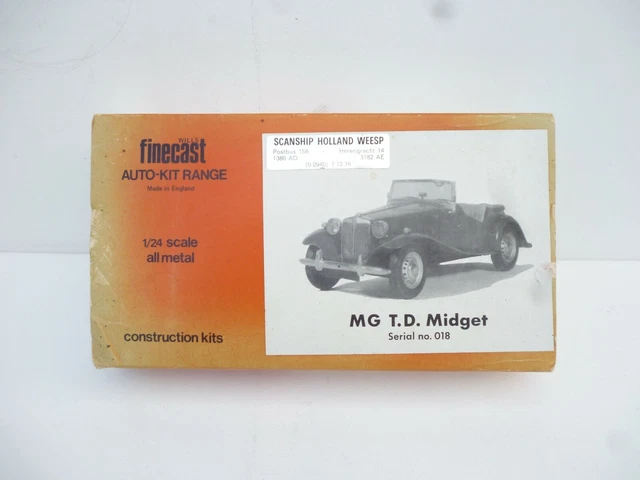 WILLS
finecast
AUTO-KIT RANGE
Made in England
1/24 scale
all metal
construction kits
SCANSHIP HOLLAND WEESP
Postbus 156 Herengracht 14
1380 AD 1382 AE
MG T.D. Midget
Serial no. 018